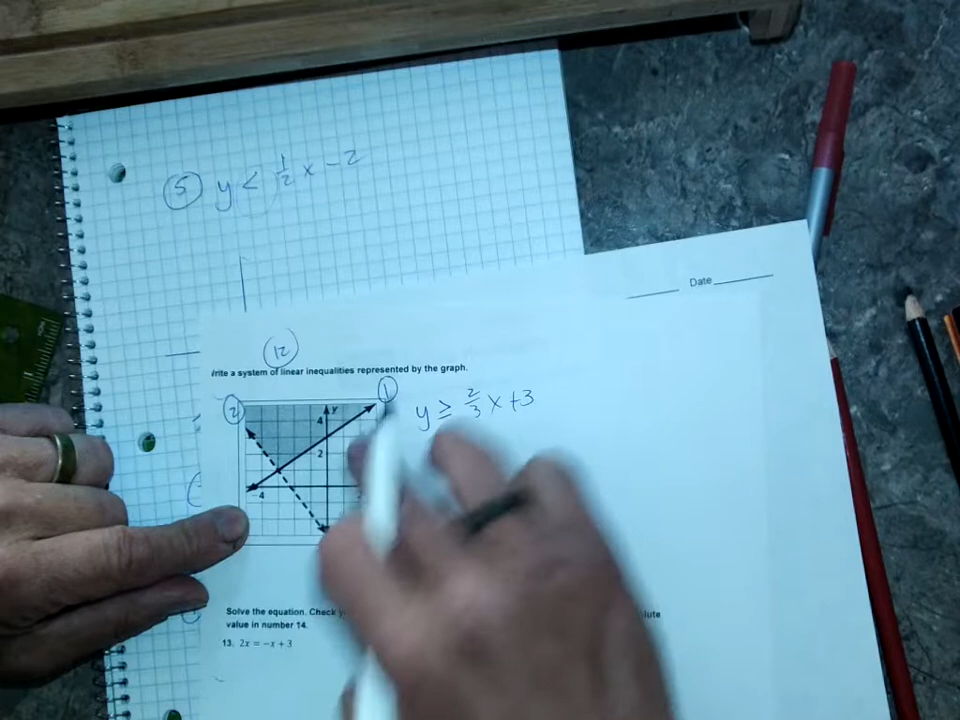 ⑤ y < 1/2 x - 2
Date
⑫
Write a system of linear inequalities represented by the graph.
② ①
y ≥ 2/3 x + 3
y
4
2
-4
Solve the equation. Check
value in number 14.
13. 2x = -x + 3